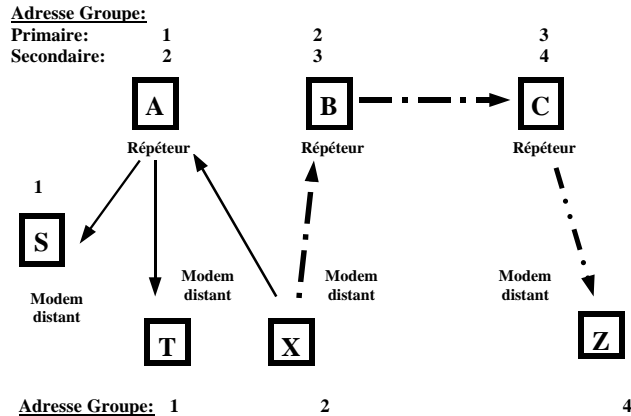 Adresse Groupe:
Primaire: 1 2 3
Secondaire: 2 3 4
A B C
Répéteur Répéteur Répéteur
1
S
Modem distant
Modem distant
Modem distant
Modem distant
T X Z
Adresse Groupe: 1 2 4